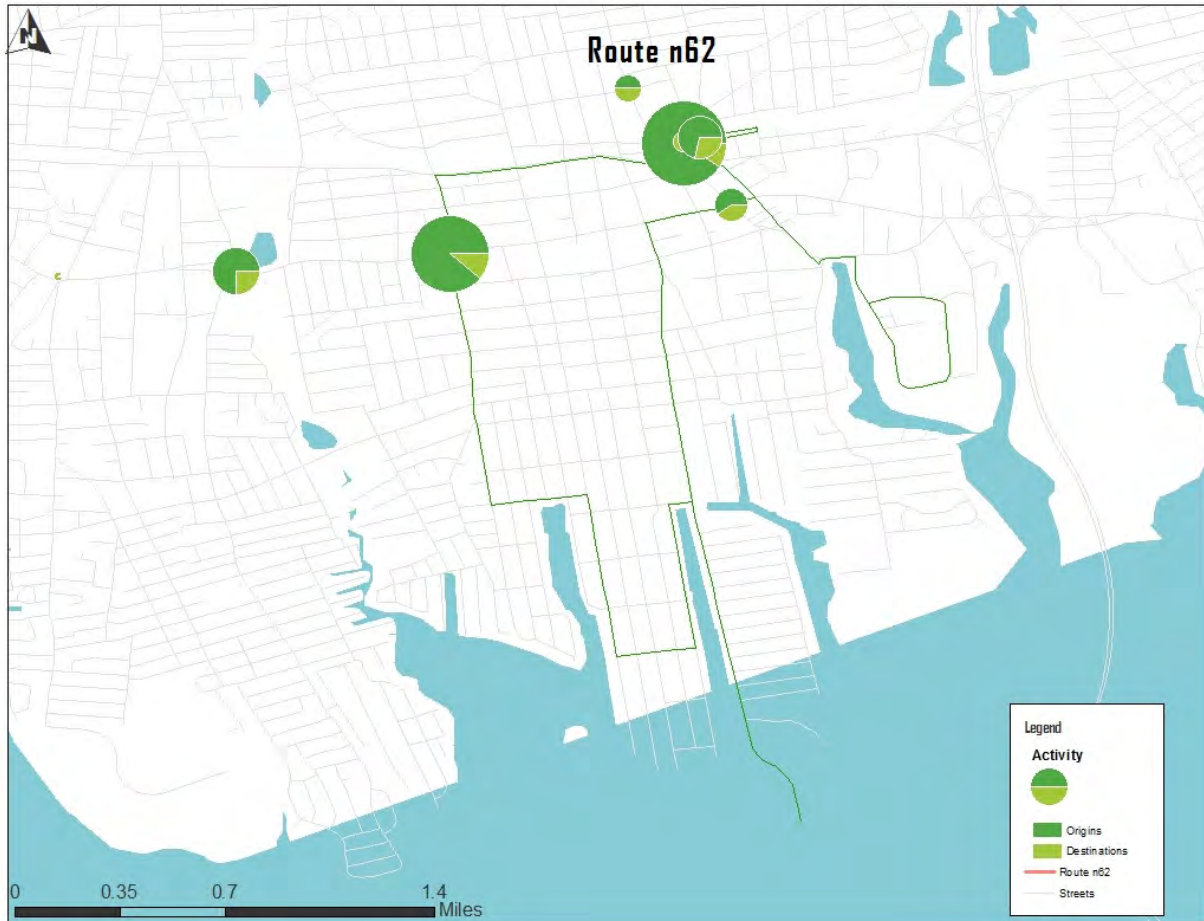 N
Route n62
Legend
Activity
Origins
Destinations
Route n62
Streets
0 0.35 0.7 1.4
Miles